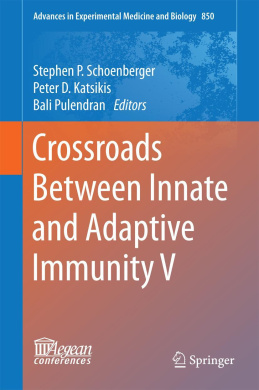 Advances in Experimental Medicine and Biology 850
Stephen P. Schoenberger
Peter D. Katsikis
Bali Pulendran Editors
Crossroads
Between Innate
and Adaptive
Immunity V
Aegean
conferences
Springer